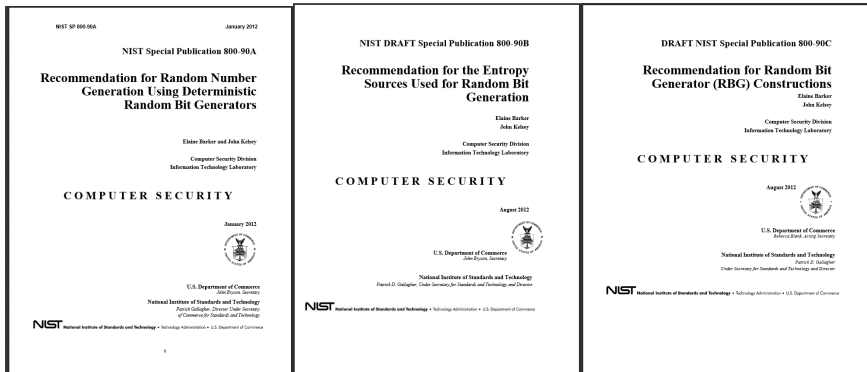 NIST SP 800-90A January 2012
NIST Special Publication 800-90A
Recommendation for Random Number
Generation Using Deterministic
Random Bit Generators
Elaine Barker and John Kelsey
Computer Security Division
Information Technology Laboratory
COMPUTER SECURITY
January 2012
U.S. Department of Commerce
John Bryson, Secretary
National Institute of Standards and Technology
Patrick Gallagher, Director Under Secretary
of Commerce for Standards and Technology
NIST National Institute of Standards and Technology • Technology Administration • U.S. Department of Commerce
NIST DRAFT Special Publication 800-90B
Recommendation for the Entropy
Sources Used for Random Bit
Generation
Elaine Barker
John Kelsey
Computer Security Division
Information Technology Laboratory
COMPUTER SECURITY
August 2012
U.S. Department of Commerce
John Bryson, Secretary
National Institute of Standards and Technology
Patrick D. Gallagher, Under Secretary for Standards and Technology and Director
NIST National Institute of Standards and Technology • Technology Administration • U.S. Department of Commerce
DRAFT NIST Special Publication 800-90C
Recommendation for Random Bit
Generator (RBG) Constructions
Elaine Barker
John Kelsey
Computer Security Division
Information Technology Laboratory
COMPUTER SECURITY
August 2012
U.S. Department of Commerce
Rebecca Blank, Acting Secretary
National Institute of Standards and Technology
Patrick D. Gallagher
Under Secretary for Standards and Technology and Director
NIST National Institute of Standards and Technology • Technology Administration • U.S. Department of Commerce